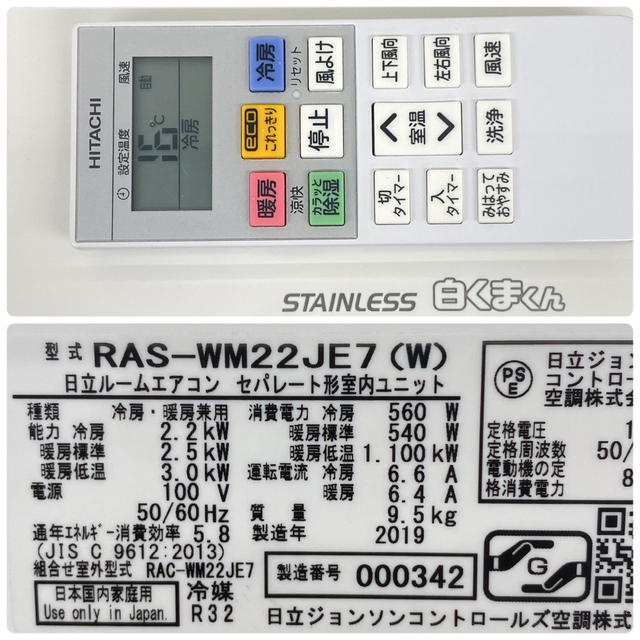 HITACHI
設定温度 風速
自動
16℃
冷房
冷房
リセット
風よけ
eco
これっきり
停止
暖房
涼快
カラッと
除湿
上下風向
左右風向
風速
室温
洗浄
切
タイマー
入
タイマー
みはって
おやすみ
STAINLESS 白くまくん
型式 RAS-WM22JE7 (W)
日立ルームエアコン セパレート形室内ユニット
種類 冷房・暖房兼用
能力 冷房 2.2kW
暖房標準 2.5kW
暖房低温 3.0kW
電源 100 V
50/60 Hz
通年エネルギー消費効率 5.8
(JIS C 9612:2013)
組合せ室外型式 RAC-WM22JE7
日本国内家庭用
Use only in Japan.
冷媒
R32
消費電力 冷房 560 W
暖房標準 540 W
暖房低温 1.100 kW
運転電流 冷房 6.6 A
暖房 6.4 A
質量 9.5kg
製造年 2019
製造番号 000342
PS
E
日立ジョン
コントロー
空調株式会
定格電圧 1
定格周波数 50/
電動機の定
格消費電力 8
G
日立ジョンソンコントロールズ空調株式